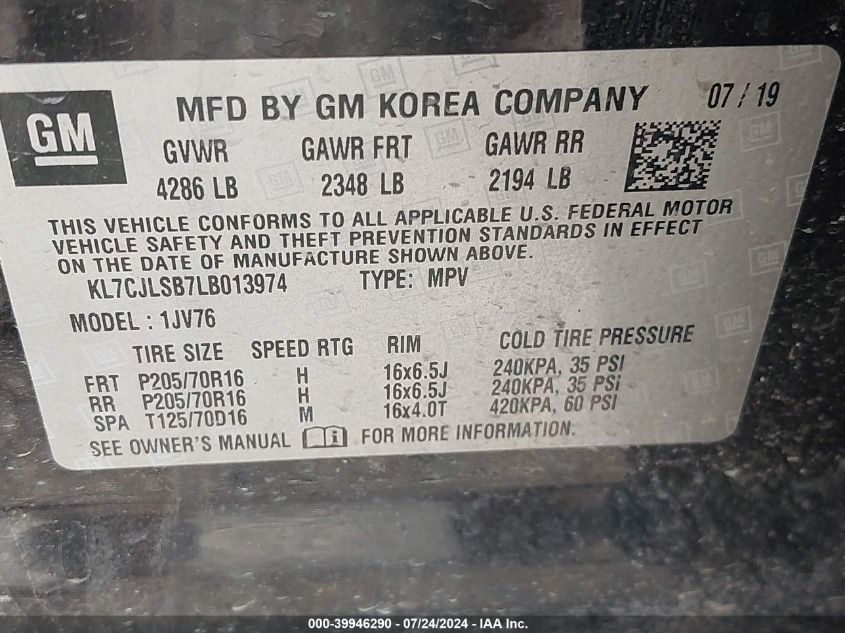 GM
MFD BY GM KOREA COMPANY 07/19
GVWR GAWR FRT GAWR RR
4286 LB 2348 LB 2194 LB
THIS VEHICLE CONFORMS TO ALL APPLICABLE U.S. FEDERAL MOTOR
VEHICLE SAFETY AND THEFT PREVENTION STANDARDS IN EFFECT
ON THE DATE OF MANUFACTURE SHOWN ABOVE.
KL7CJLSB7LB013974 TYPE: MPV
MODEL : 1JV76
TIRE SIZE SPEED RTG RIM COLD TIRE PRESSURE
FRT P205/70R16 H 16x6.5J 240KPA, 35 PSI
RR P205/70R16 H 16x6.5J 240KPA, 35 PSI
SPA T125/70D16 M 16x4.0T 420KPA, 60 PSI
SEE OWNER'S MANUAL FOR MORE INFORMATION.
000-39946290 - 07/24/2024 - IAA Inc.